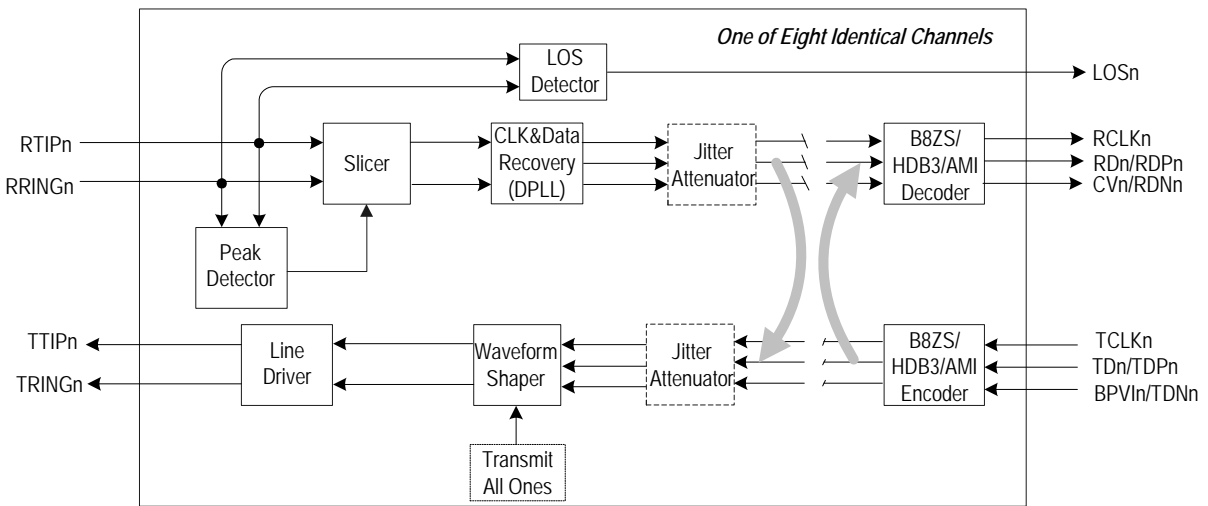 One of Eight Identical Channels
LOS
Detector
LOSn
RTIPn
RRINGn
Slicer
CLK&Data
Recovery
(DPLL)
Jitter
Attenuator
B8ZS/
HDB3/AMI
Decoder
RCLKn
RDn/RDPn
CVn/RDNn
Peak
Detector
TTIPn
TRINGn
Line
Driver
Waveform
Shaper
Jitter
Attenuator
B8ZS/
HDB3/AMI
Encoder
TCLKn
TDn/TDPn
BPVIn/TDNn
Transmit
All Ones